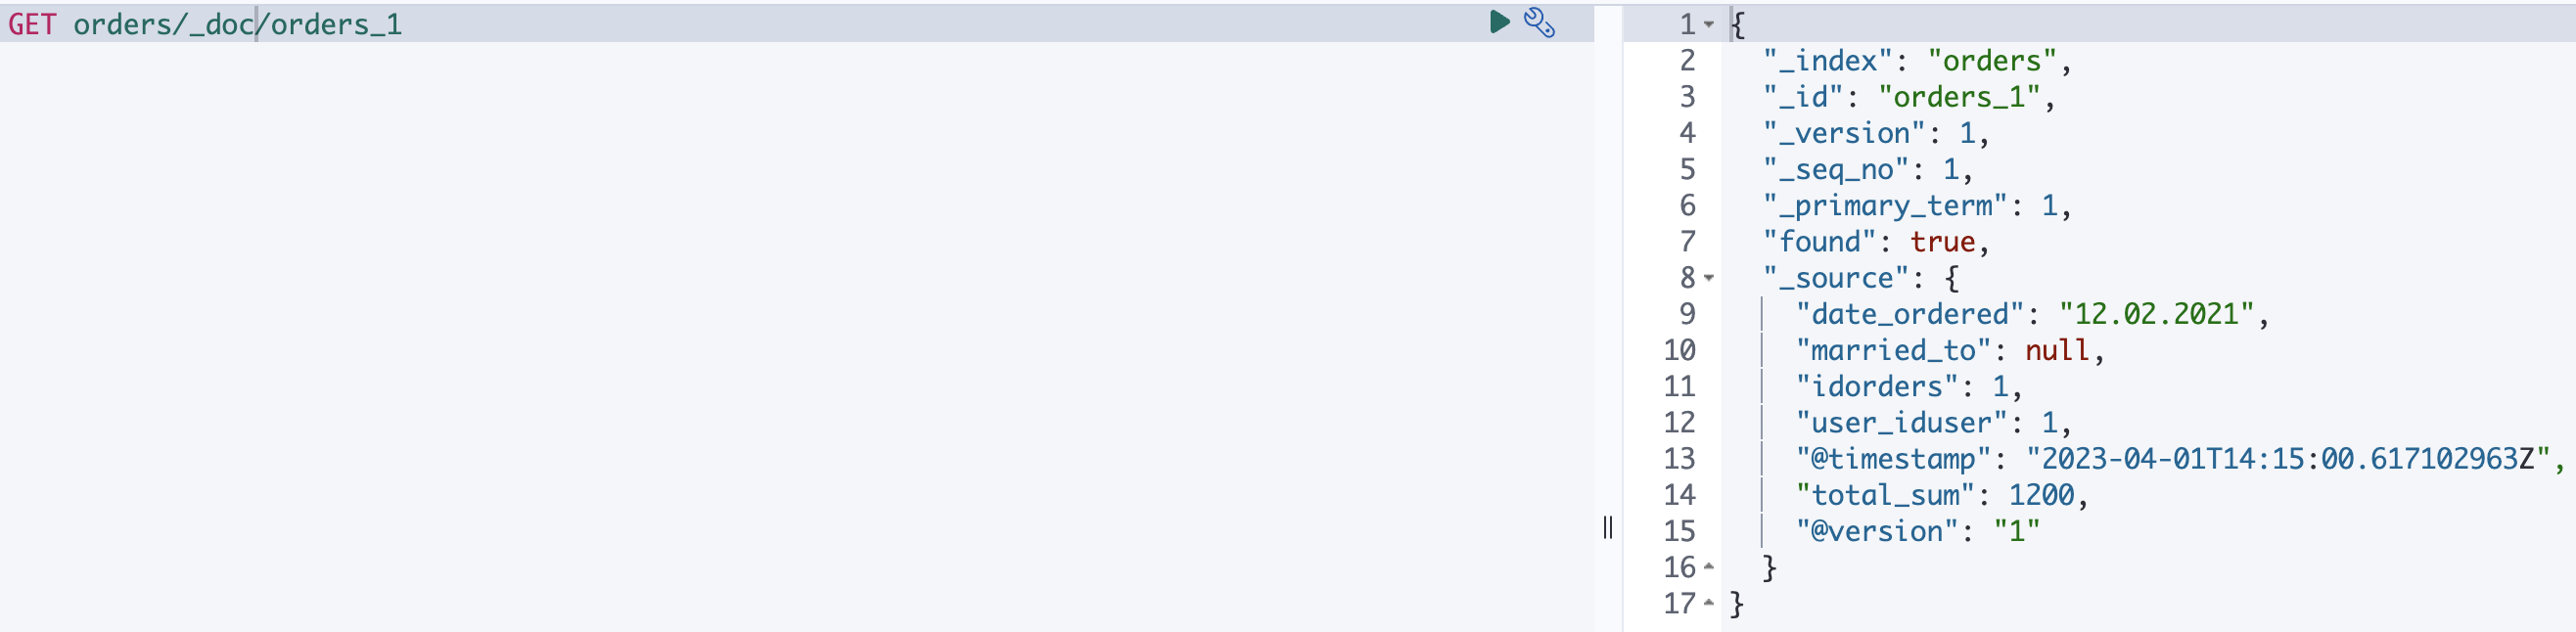 GET orders/_doc/orders_1
1 {
2 "_index": "orders",
3 "_id": "orders_1",
4 "_version": 1,
5 "_seq_no": 1,
6 "_primary_term": 1,
7 "found": true,
8 "_source": {
9 "date_ordered": "12.02.2021",
10 "married_to": null,
11 "idorders": 1,
12 "user_iduser": 1,
13 "@timestamp": "2023-04-01T14:15:00.617102963Z",
14 "total_sum": 1200,
15 "@version": "1"
16 }
17 }